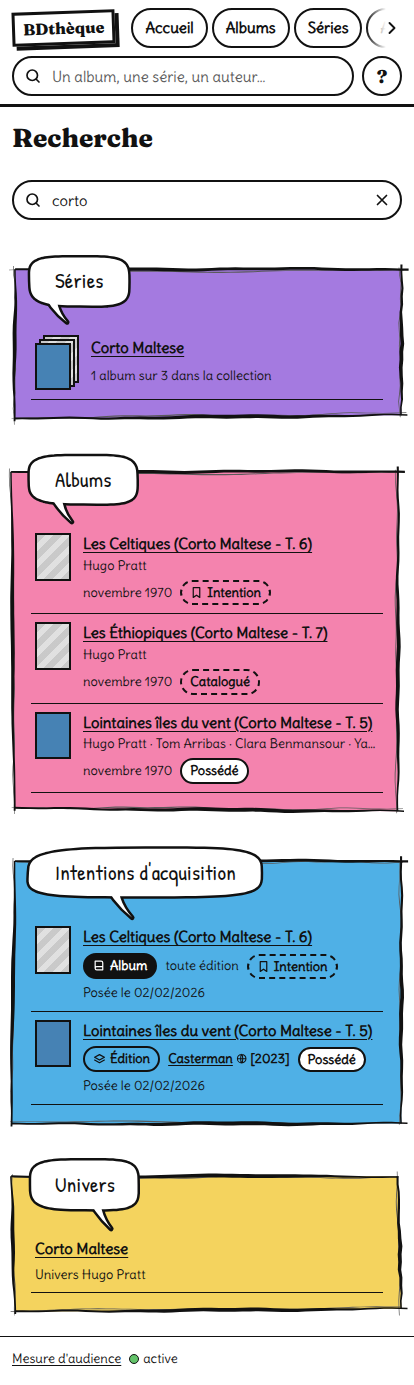 BDthèque
Accueil
Albums
Séries
Un album, une série, un auteur...
?
Recherche
corto
Séries
Corto Maltese
1 album sur 3 dans la collection
Albums
Les Celtiques (Corto Maltese - T. 6)
Hugo Pratt
novembre 1970 Intention
Les Éthiopiques (Corto Maltese - T. 7)
Hugo Pratt
novembre 1970 Catalogué
Lointaines îles du vent (Corto Maltese - T. 5)
Hugo Pratt · Tom Arribas · Clara Benmansour · Ya...
novembre 1970 Possédé
Intentions d'acquisition
Les Celtiques (Corto Maltese - T. 6)
Album toute édition Intention
Posée le 02/02/2026
Lointaines îles du vent (Corto Maltese - T. 5)
Édition Casterman [2023] Possédé
Posée le 02/02/2026
Univers
Corto Maltese
Univers Hugo Pratt
Mesure d'audience active